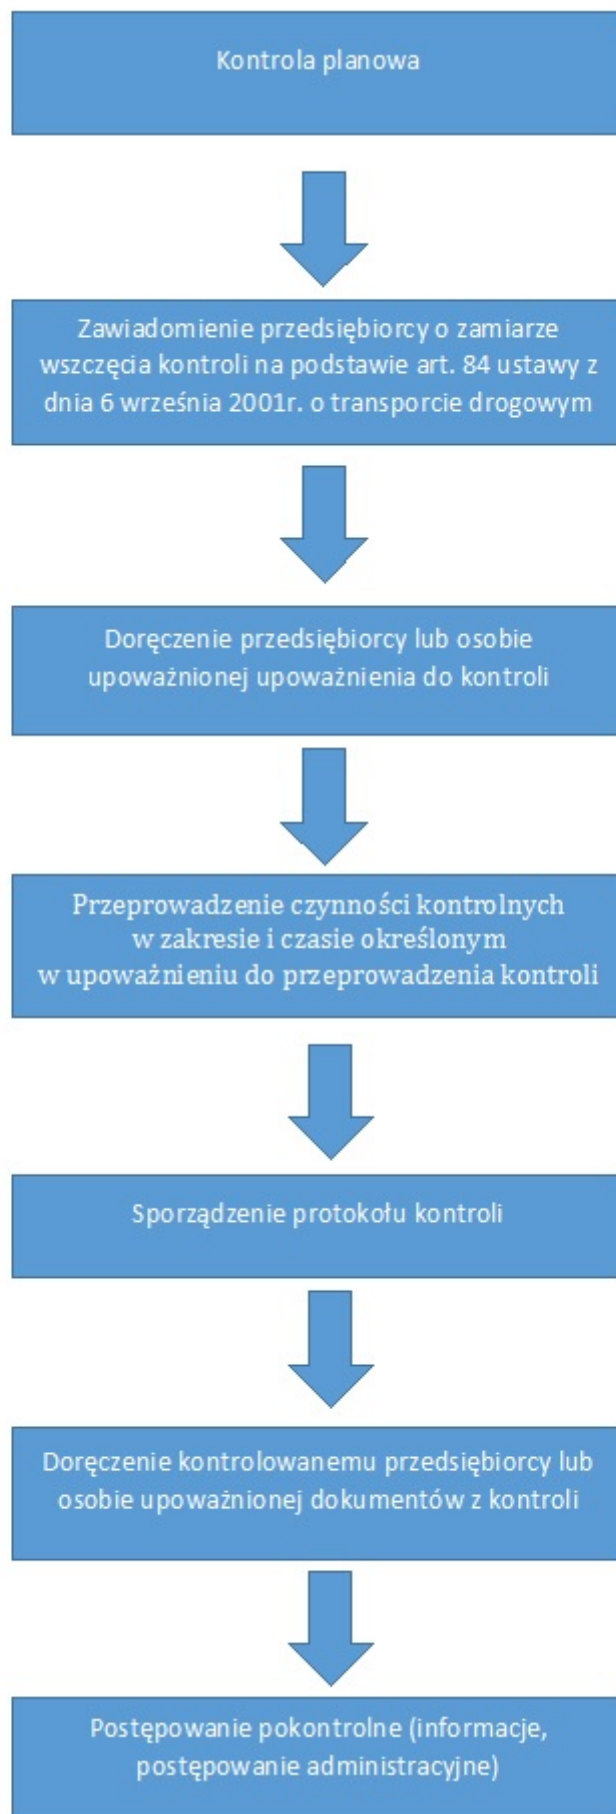 Kontrola planowa
Zawiadomienie przedsiębiorcy o zamiarze
wszczęcia kontroli na podstawie art. 84 ustawy z
dnia 6 września 2001r. o transporcie drogowym
Doręczenie przedsiębiorcy lub osobie
upoważnionej upoważnienia do kontroli
Przeprowadzenie czynności kontrolnych
w zakresie i czasie określonym
w upoważnieniu do przeprowadzenia kontroli
Sporządzenie protokołu kontroli
Doręczenie kontrolowanemu przedsiębiorcy lub
osobie upoważnionej dokumentów z kontroli
Postępowanie pokontrolne (informacje,
postępowanie administracyjne)